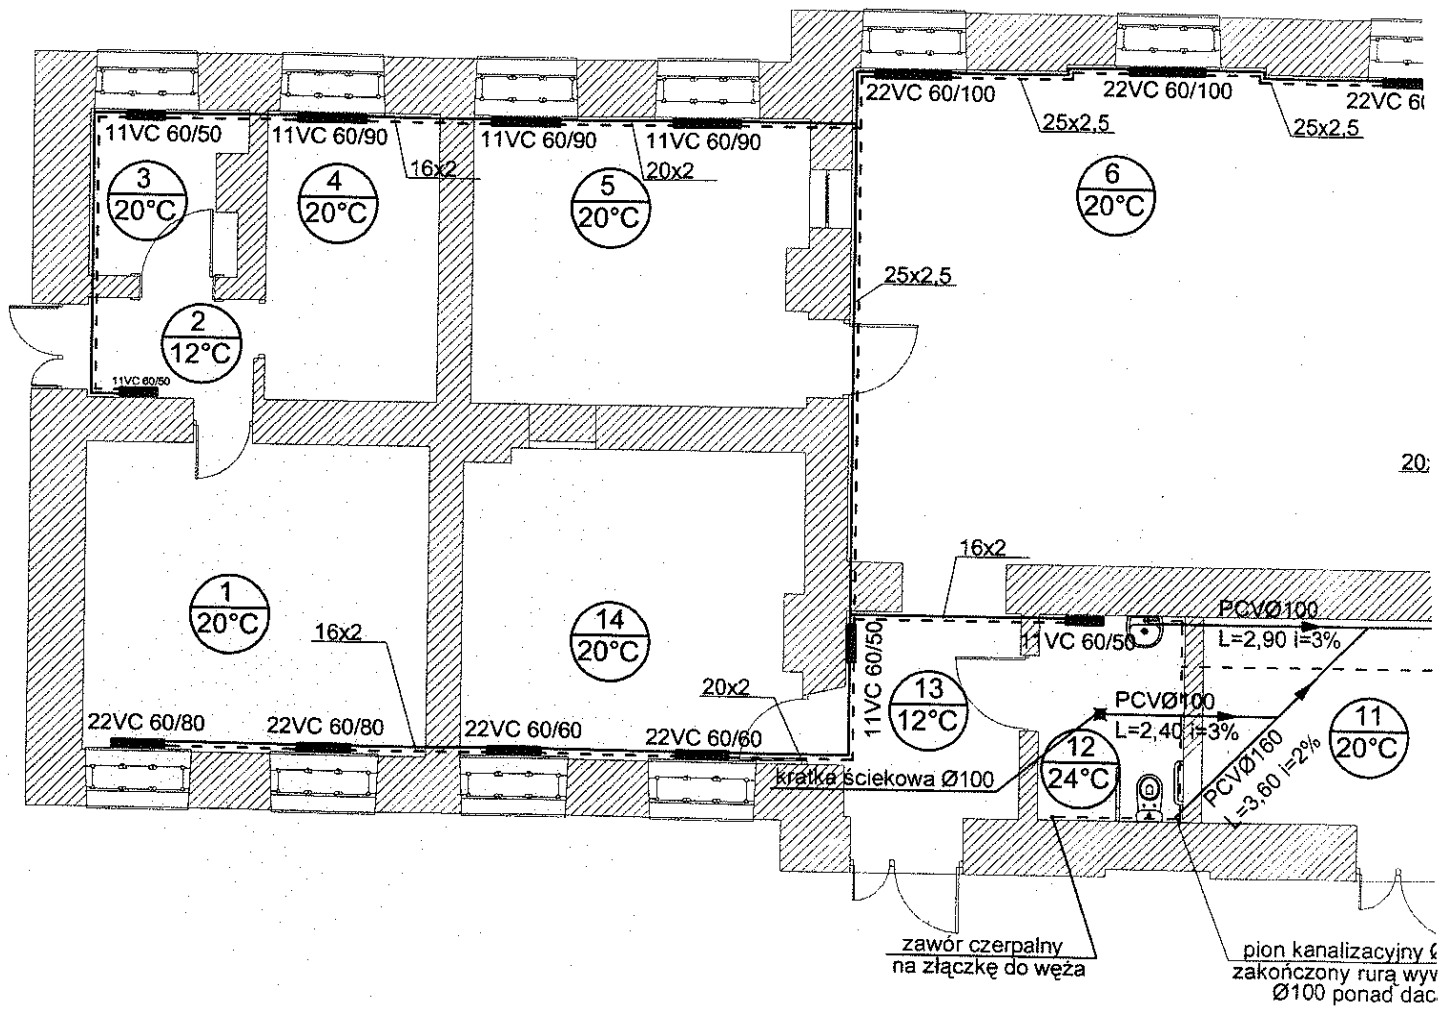 22VC 60/100
22VC 60/100
22VC 60
25x2,5
25x2,5
11VC 60/50
11VC 60/90
11VC 60/90
11VC 60/90
16x2
20x2
3
20°C
4
20°C
5
20°C
6
20°C
25x2,5
2
12°C
11VC 60/50
20
16x2
1
20°C
14
20°C
16x2
20x2
22VC 60/80
22VC 60/80
22VC 60/60
22VC 60/60
11VC 60/50
13
12°C
11VC 60/50
PCVØ100
L=2,90 i=3%
PCVØ100
L=2,40 i=3%
PCVØ160
L=3,60 i=2%
12
24°C
11
20°C
kratka ściekowa Ø100
zawór czerpalny
na złączkę do węża
pion kanalizacyjny
zakończony rurą
Ø100 ponad